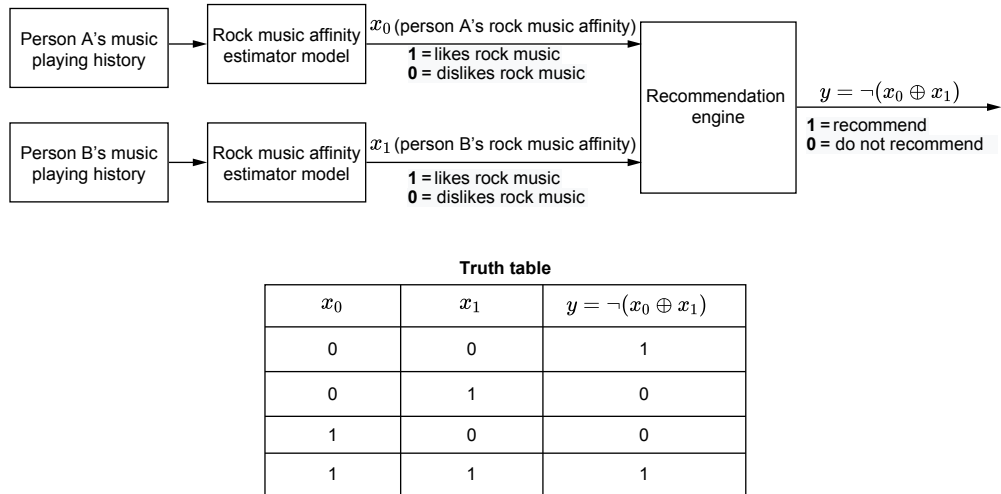 Person A's music
playing history
Rock music affinity
estimator model
x₀ (person A's rock music affinity)
1 = likes rock music
0 = dislikes rock music
Person B's music
playing history
Rock music affinity
estimator model
x₁ (person B's rock music affinity)
1 = likes rock music
0 = dislikes rock music
Recommendation
engine
y = ¬(x₀ ⊕ x₁)
1 = recommend
0 = do not recommend
Truth table
x₀ x₁ y = ¬(x₀ ⊕ x₁)
0 0 1
0 1 0
1 0 0
1 1 1